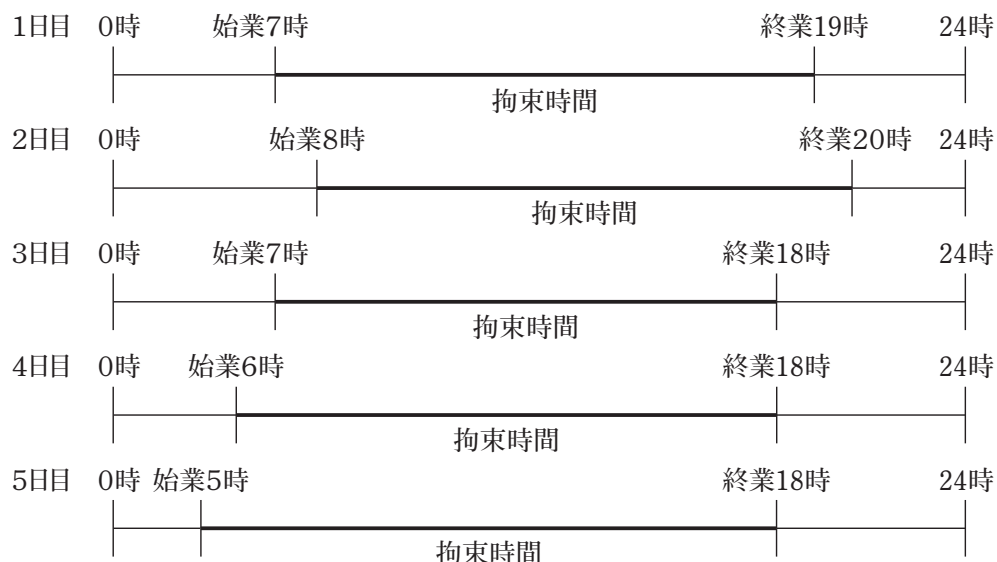 1日目 0時 始業7時 終業19時 24時
拘束時間
2日目 0時 始業8時 終業20時 24時
拘束時間
3日目 0時 始業7時 終業18時 24時
拘束時間
4日目 0時 始業6時 終業18時 24時
拘束時間
5日目 0時 始業5時 終業18時 24時
拘束時間